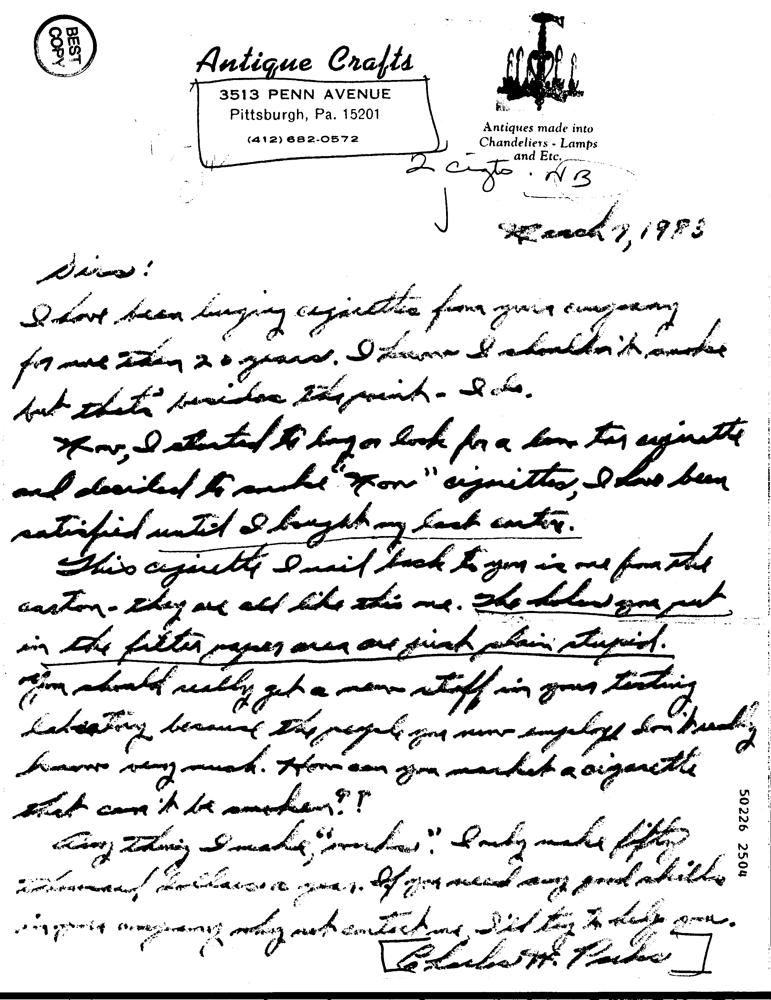 BEST
COPY
Antique Crafts
3513 PENN AVENUE
Pittsburgh, Pa. 15201
(412) 682-0572
Antiques made into
Chandeliers - Lamps
and Etc.
2 cigts. NB
March 7, 1983
Sirs!
I have been buying cigarettes from your company
for more than 20 years. I know I shouldn't smoke
but that's besides the point - I do.
Now, I started to buy or look for a low tar cigarette
and decided to smoke "Now" cigarettes, I have been
satisfied until I bought my last carton.
This cigarette I mail back to you is one from the
carton - they are all like this one. The holes you put
in the filter paper area are just plain stupid.
You should really get a new staff in your testing
labratory because the people you now employ don't really
know very much. How can you market a cigarette
that can't be smoken?!
Any thing I make, "works". I only make fifty
thousand dollars a year. If you need any good skills
in your company why not contact me, I'd try to help you.
Charles W. Parks
50226 2504